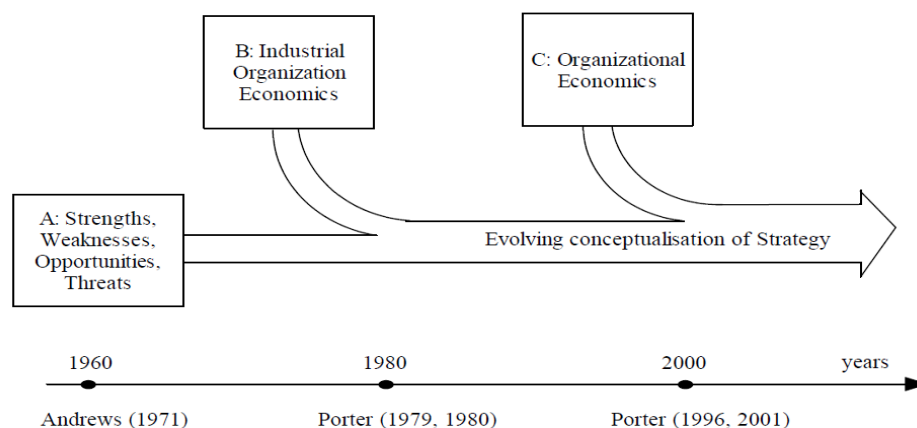 B: Industrial
Organization
Economics
C: Organizational
Economics
A: Strengths,
Weaknesses,
Opportunities,
Threats
Evolving conceptualisation of Strategy
1960 1980 2000 years
Andrews (1971) Porter (1979, 1980) Porter (1996, 2001)